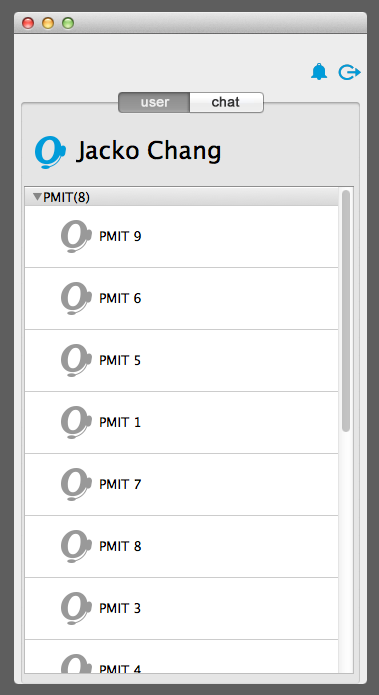 user
chat
Jacko Chang
PMIT(8)
PMIT 9
PMIT 6
PMIT 5
PMIT 1
PMIT 7
PMIT 8
PMIT 3
PMIT 4